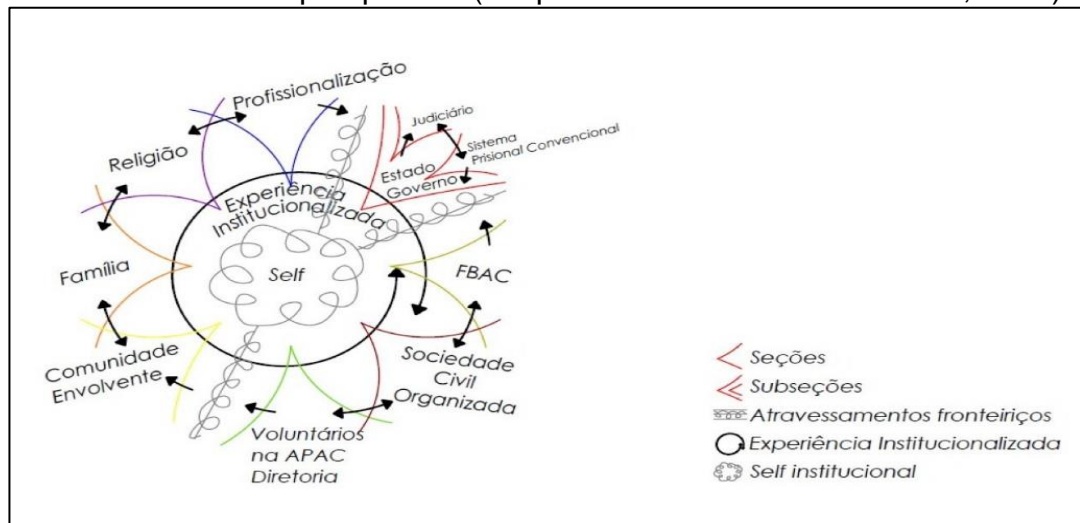 Profissionalização
Judiciário
Sistema
Prisional Convencional
Religião
Estado
Governo
Experiência
Institucionalizada
Self
Família
FBAC
Comunidade
Envolvente
Sociedade
Civil
Organizada
Voluntários
na APAC
Diretoria
Seções
Subseções
Atravessamentos fronteiriços
Experiência Institucionalizada
Self institucional